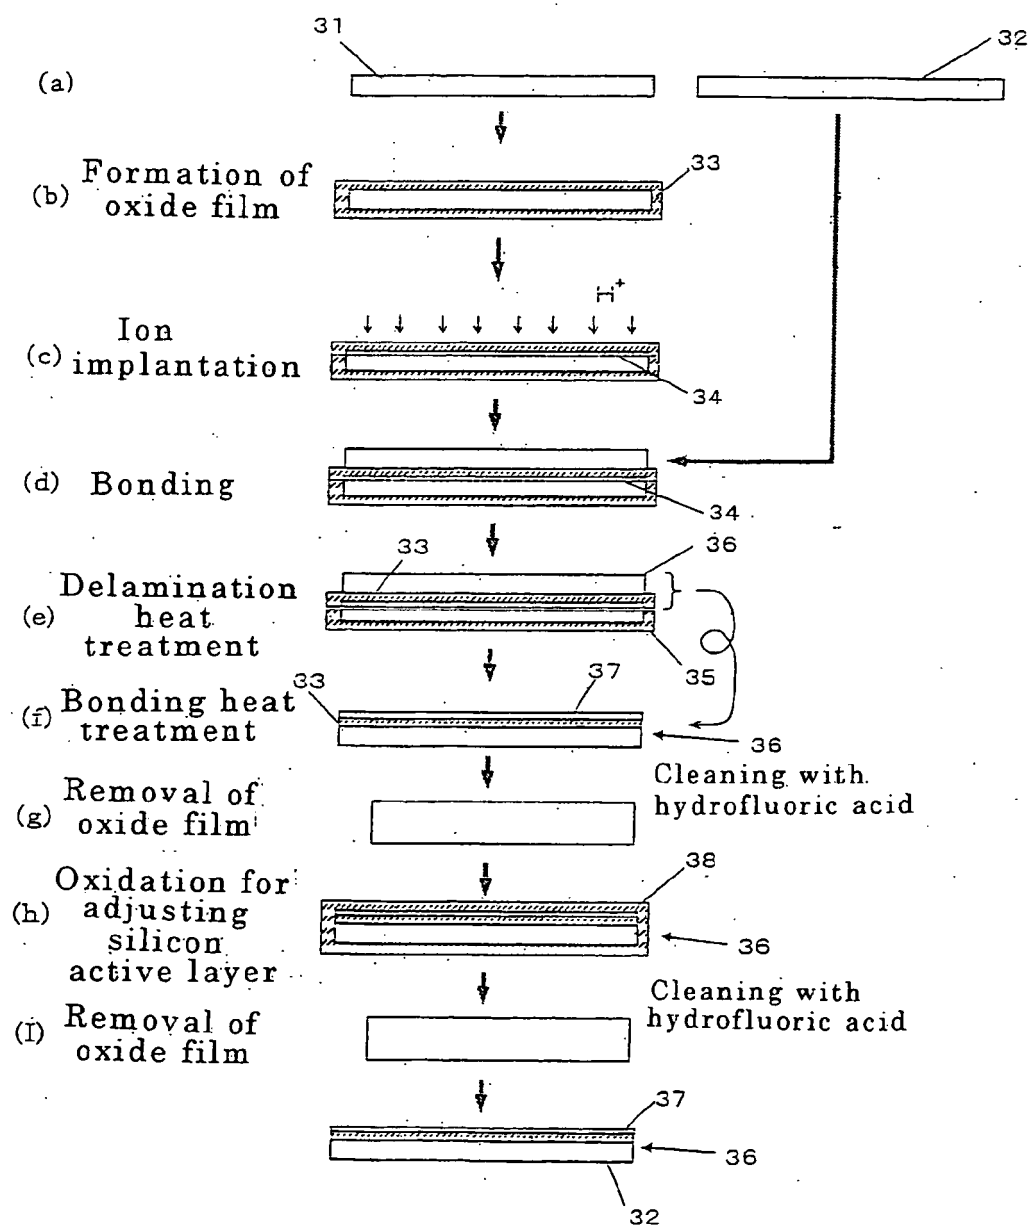 31
32
(a)
(b) Formation of
oxide film
33
H+
(c) Ion
implantation
34
(d) Bonding
34
36
33
(e) Delamination
heat
treatment
35
33
37
(f) Bonding heat
treatment
36
Cleaning with
hydrofluoric acid
(g) Removal of
oxide film
38
(h) Oxidation for
adjusting
silicon
active layer
36
Cleaning with
hydrofluoric acid
(I) Removal of
oxide film
37
36
32